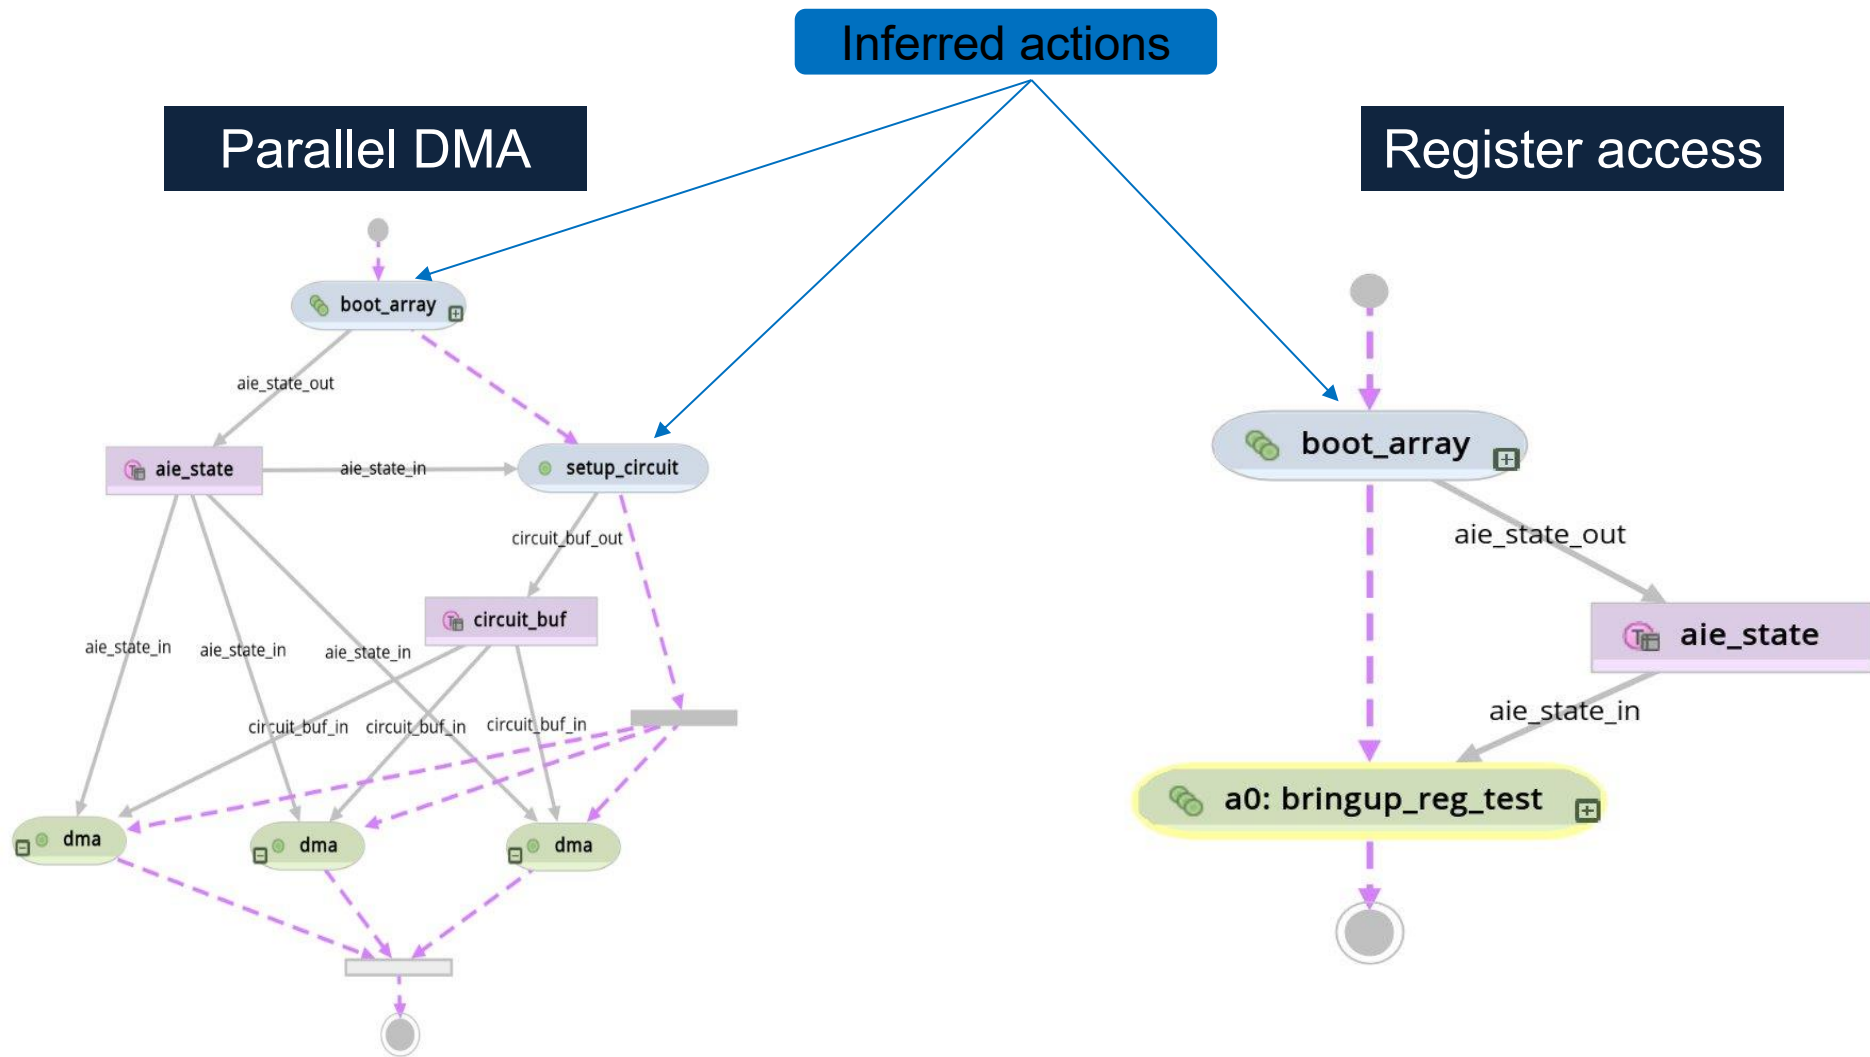 Inferred actions
Parallel DMA
Register access
boot_array
aie_state_out
aie_state
aie_state_in
setup_circuit
circuit_buf_out
circuit_buf
aie_state_in
aie_state_in
aie_state_in
circuit_buf_in
circuit_buf_in
circuit_buf_in
dma
dma
dma
boot_array
aie_state_out
aie_state
aie_state_in
a0: bringup_reg_test